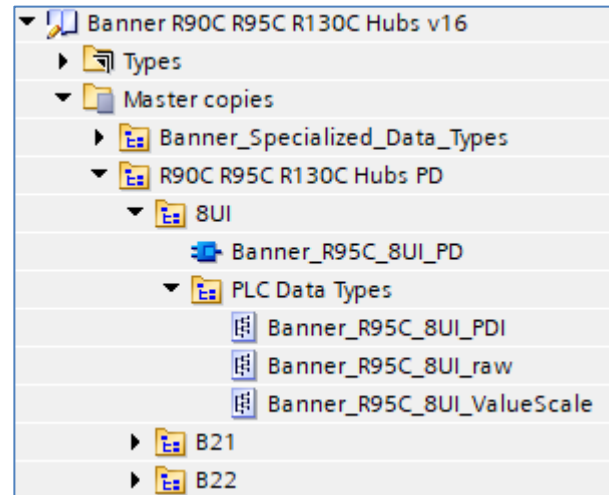 Banner R90C R95C R130C Hubs v16
Types
Master copies
Banner_Specialized_Data_Types
R90C R95C R130C Hubs PD
8UI
Banner_R95C_8UI_PD
PLC Data Types
Banner_R95C_8UI_PDI
Banner_R95C_8UI_raw
Banner_R95C_8UI_ValueScale
B21
B22